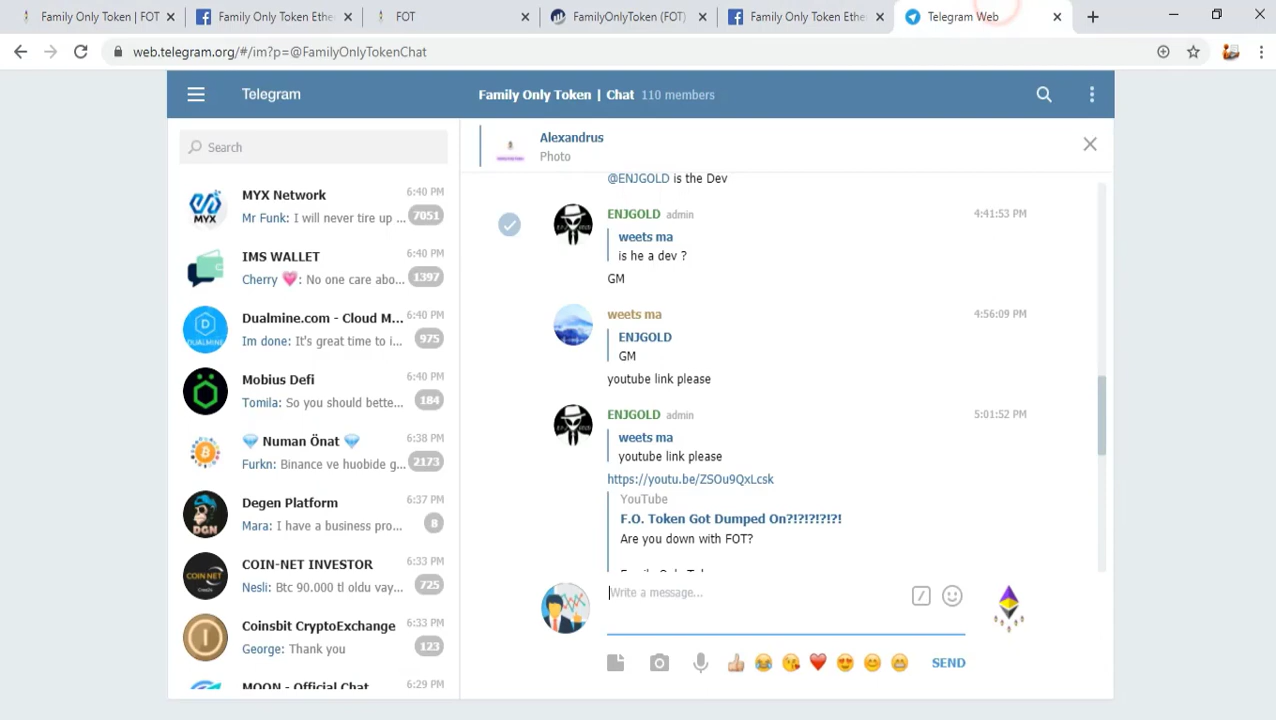 Family Only Token | FOT
Family Only Token Ethe
FOT
FamilyOnlyToken (FOT)
Family Only Token Ethe
Telegram Web
web.telegram.org/#/im?p=@FamilyOnlyTokenChat
Telegram
Family Only Token | Chat 110 members
Search
MYX Network 6:40 PM
Mr Funk: I will never tire up ... 7051
IMS WALLET 6:40 PM
Cherry 💗: No one care abo... 1397
Dualmine.com - Cloud M... 6:40 PM
Im done: It's great time to i... 975
Mobius Defi 6:40 PM
Tomila: So you should bette... 184
💎 Numan Önat 💎 6:38 PM
Furkn: Binance ve huobide g... 2173
Degen Platform 6:37 PM
Mara: I have a business pro... 8
COIN-NET INVESTOR 6:33 PM
Nesli: Btc 90.000 tl oldu vay... 725
Coinsbit CryptoExchange 6:33 PM
George: Thank you 123
MOON - Official Chat 6:29 PM
Alexandrus
Photo
@ENJGOLD is the Dev
ENJGOLD admin 4:41:53 PM
weets ma
is he a dev ?
GM
weets ma 4:56:09 PM
ENJGOLD
GM
youtube link please
ENJGOLD admin 5:01:52 PM
weets ma
youtube link please
https://youtu.be/ZSOu9QxLcsk
YouTube
F.O. Token Got Dumped On?!?!?!?!?!
Are you down with FOT?
Write a message...
SEND
MYX
DUALMINE
DGN
COIN NET